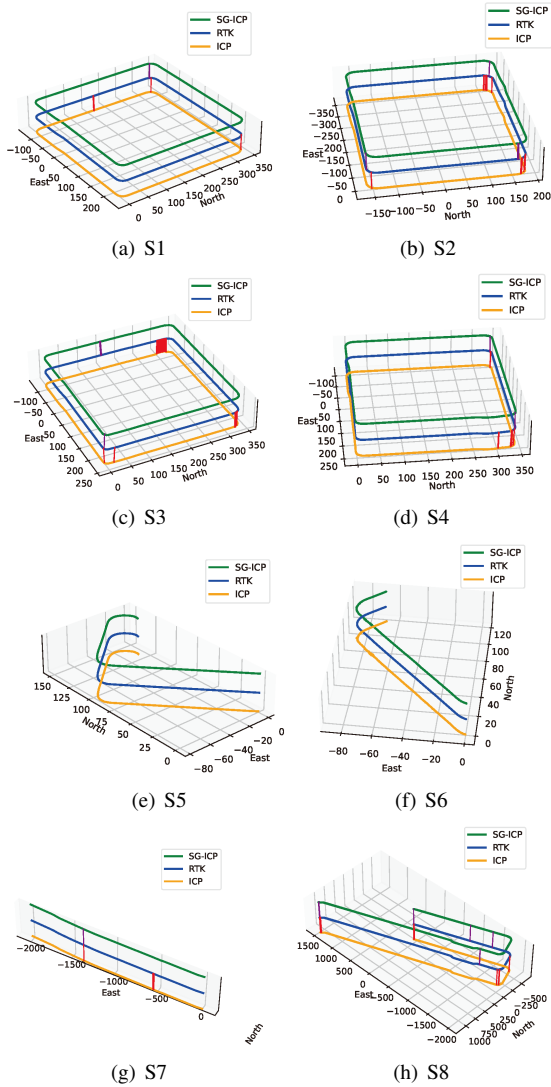 SG-ICP
RTK
ICP
−100
−50
0
50
100
150
200
East
0
50
100
150
200
250
300
350
North
(a) S1
SG-ICP
RTK
ICP
−350
−300
−250
−200
−150
−100
−50
0
East
−150
−100
−50
0
50
100
150
North
(b) S2
SG-ICP
RTK
ICP
−100
−50
0
50
100
150
200
250
East
0
50
100
150
200
250
300
350
North
(c) S3
SG-ICP
RTK
ICP
−100
−50
0
50
100
150
200
250
East
0
50
100
150
200
250
300
350
North
(d) S4
SG-ICP
RTK
ICP
150
125
100
75
50
25
0
North
−80
−60
−40
−20
0
East
(e) S5
SG-ICP
RTK
ICP
120
100
80
60
40
20
0
North
−80
−60
−40
−20
0
East
(f) S6
SG-ICP
RTK
ICP
−2000
−1500
−1000
−500
0
East
North
(g) S7
SG-ICP
RTK
ICP
1500
1000
500
0
−500
−1000
−1500
−2000
East
−500
−250
0
250
500
750
1000
North
(h) S8